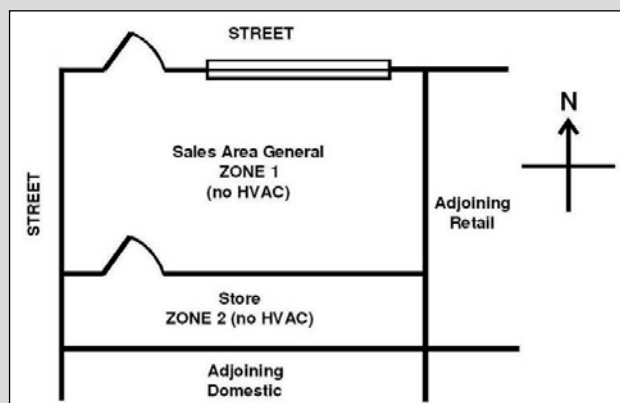 STREET
N
Sales Area General
ZONE 1
(no HVAC)
STREET
Adjoining
Retail
Store
ZONE 2 (no HVAC)
Adjoining
Domestic